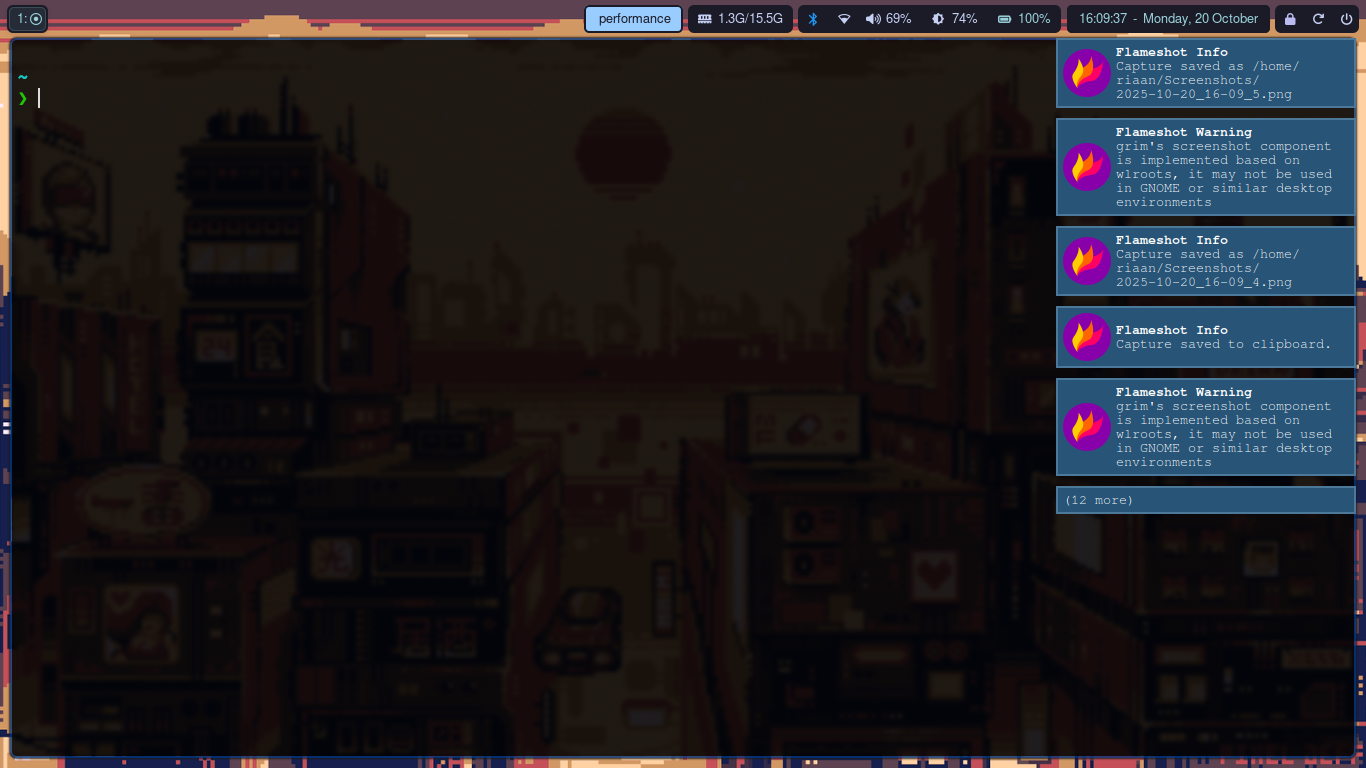 1:
performance
1.3G/15.5G
69%
74%
100%
16:09:37 - Monday, 20 October
~
❯
Flameshot Info
Capture saved as /home/
riaan/Screenshots/
2025-10-20_16-09_5.png
Flameshot Warning
grim's screenshot component
is implemented based on
wlroots, it may not be used
in GNOME or similar desktop
environments
Flameshot Info
Capture saved as /home/
riaan/Screenshots/
2025-10-20_16-09_4.png
Flameshot Info
Capture saved to clipboard.
Flameshot Warning
grim's screenshot component
is implemented based on
wlroots, it may not be used
in GNOME or similar desktop
environments
(12 more)
食